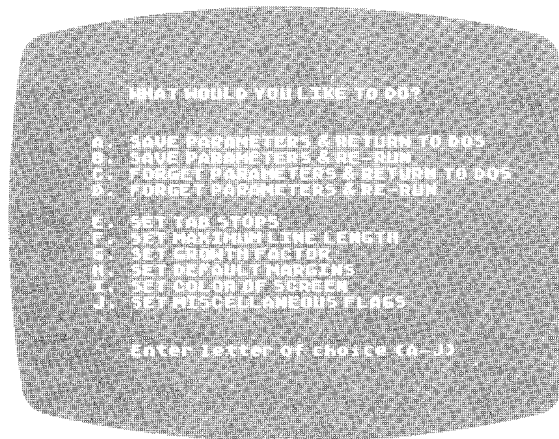 WHAT WOULD YOU LIKE TO DO?
A. SAVE PARAMETERS & RETURN TO DOS
B. SAVE PARAMETERS & RE-RUN
C. FORGET PARAMETERS & RETURN TO DOS
D. FORGET PARAMETERS & RE-RUN
E. SET TAB STOPS
F. SET MAXIMUM LINE LENGTH
G. SET GROWTH FACTOR
H. SET DEFAULT MARGINS
I. SET COLOR OF SCREEN
J. SET MISCELLANEOUS FLAGS
Enter letter of choice (A-J)